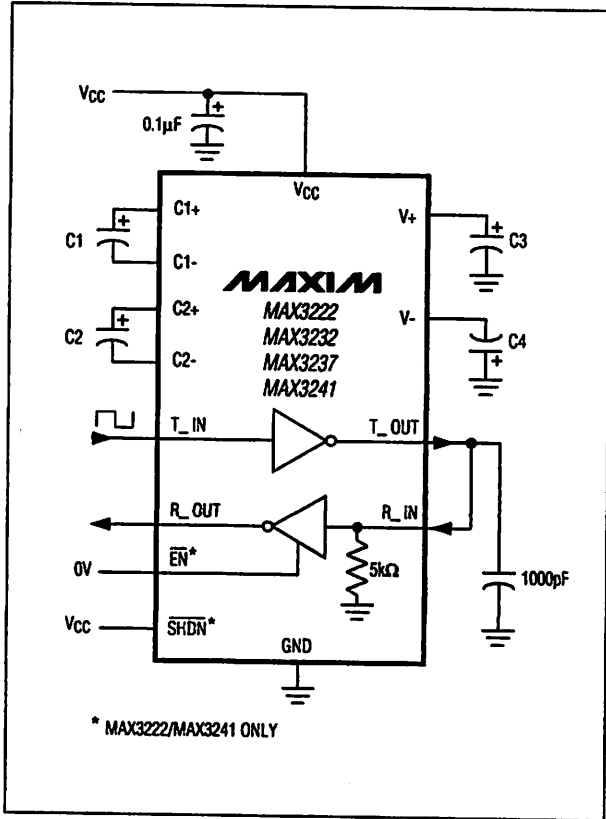 VCC
0.1µF
VCC
C1+
V+
C1
C3
C1-
MAXIM
C2+
MAX3222
V-
MAX3232
C2
C4
C2-
MAX3237
MAX3241
T_ IN
T_ OUT
R_ OUT
R_ IN
EN*
0V
5kΩ
1000pF
VCC
SHDN*
GND
* MAX3222/MAX3241 ONLY